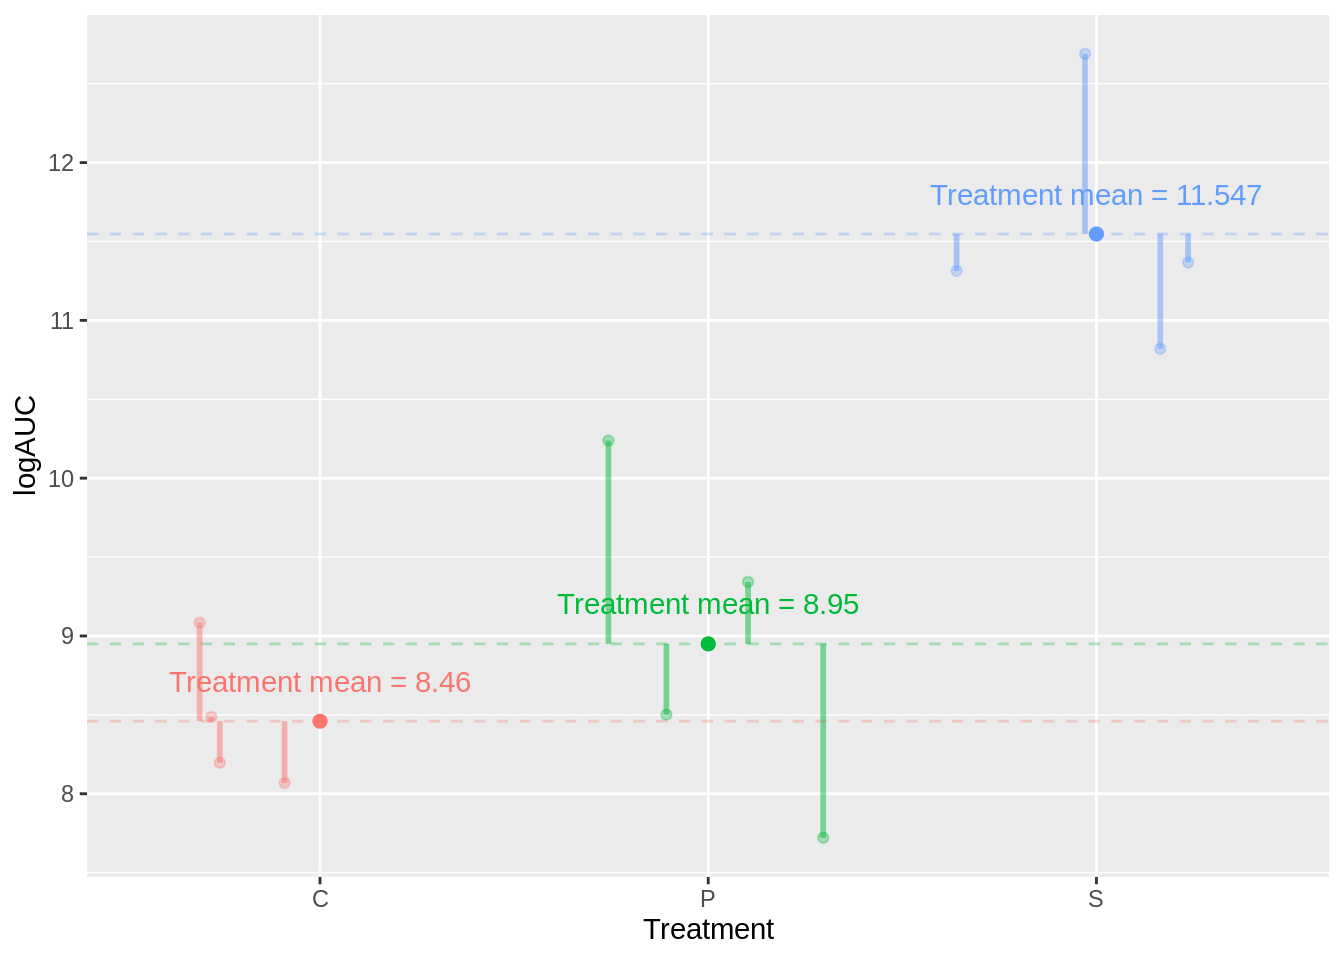 12
11
10
9
8
logAUC
Treatment mean = 11.547
Treatment mean = 8.95
Treatment mean = 8.46
C
P
S
Treatment